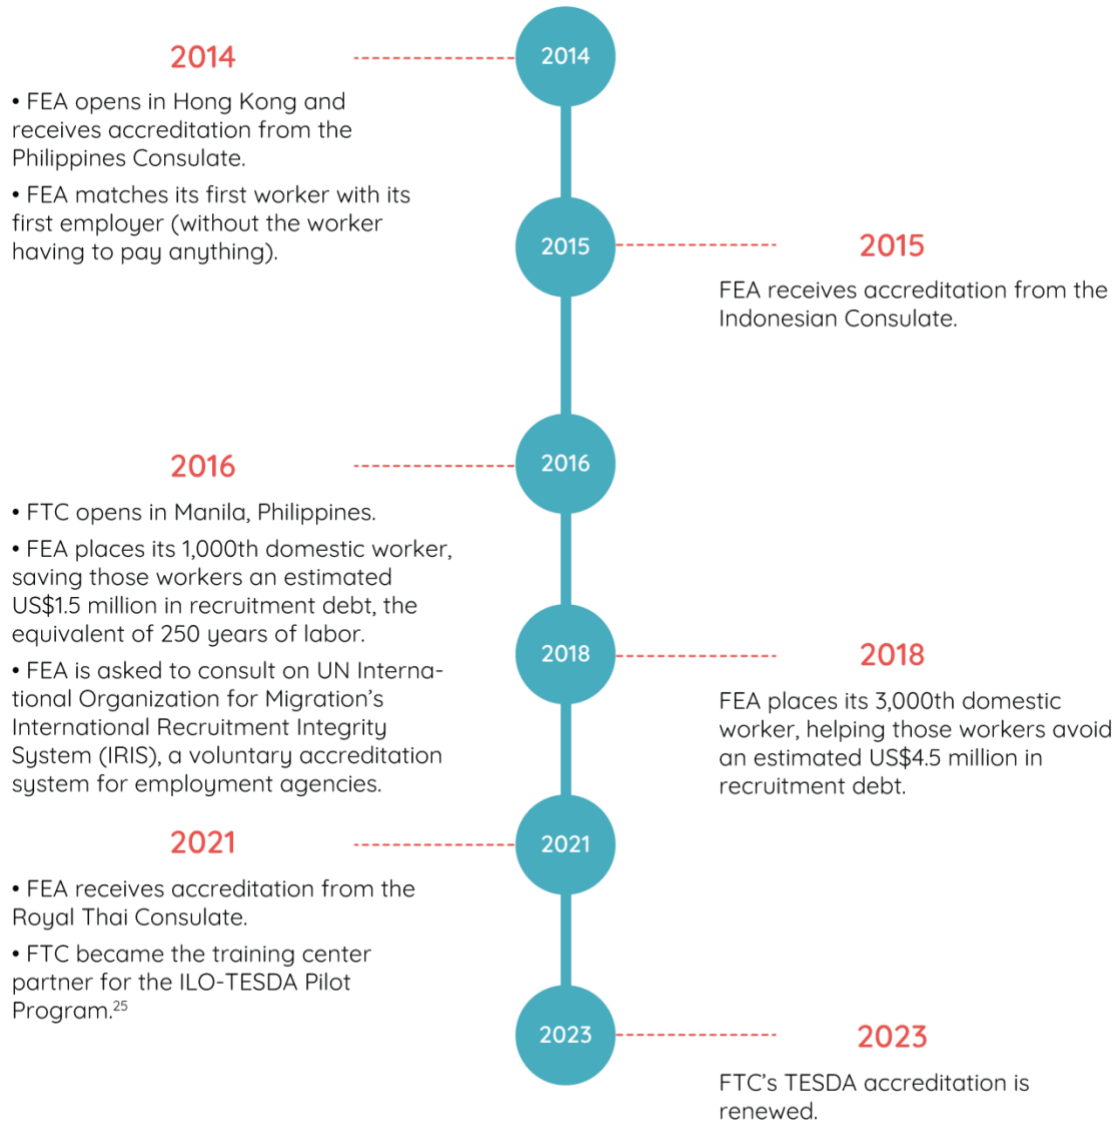 2014
2014
• FEA opens in Hong Kong and
receives accreditation from the
Philippines Consulate.
• FEA matches its first worker with its
first employer (without the worker
having to pay anything).
2015
2015
FEA receives accreditation from the
Indonesian Consulate.
2016
2016
• FTC opens in Manila, Philippines.
• FEA places its 1,000th domestic worker,
saving those workers an estimated
US$1.5 million in recruitment debt, the
equivalent of 250 years of labor.
• FEA is asked to consult on UN Interna-
tional Organization for Migration’s
International Recruitment Integrity
System (IRIS), a voluntary accreditation
system for employment agencies.
2018
2018
FEA places its 3,000th domestic
worker, helping those workers avoid
an estimated US$4.5 million in
recruitment debt.
2021
2021
• FEA receives accreditation from the
Royal Thai Consulate.
• FTC became the training center
partner for the ILO-TESDA Pilot
Program.²⁵
2023
2023
FTC’s TESDA accreditation is
renewed.